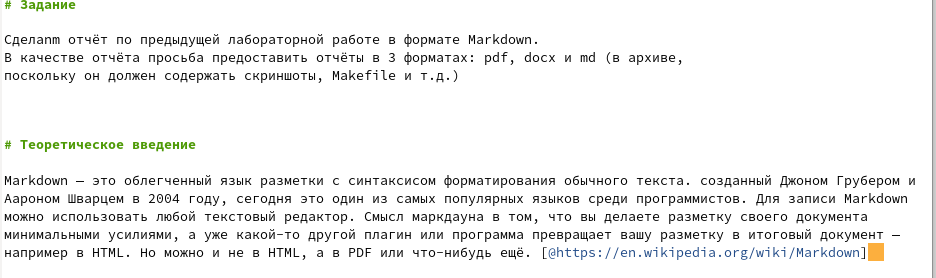 # Задание
Сделаnm отчёт по предыдущей лабораторной работе в формате Markdown.
В качестве отчёта просьба предоставить отчёты в 3 форматах: pdf, docx и md (в архиве,
поскольку он должен содержать скриншоты, Makefile и т.д.)
# Теоретическое введение
Markdown — это облегченный язык разметки с синтаксисом форматирования обычного текста. созданный Джоном Грубером и
Аароном Шварцем в 2004 году, сегодня это один из самых популярных языков среди программистов. Для записи Markdown
можно использовать любой текстовый редактор. Смысл маркдауна в том, что вы делаете разметку своего документа
минимальными усилиями, а уже какой-то другой плагин или программа превращает вашу разметку в итоговый документ —
например в HTML. Но можно и не в HTML, а в PDF или что-нибудь ещё. [@https://en.wikipedia.org/wiki/Markdown]